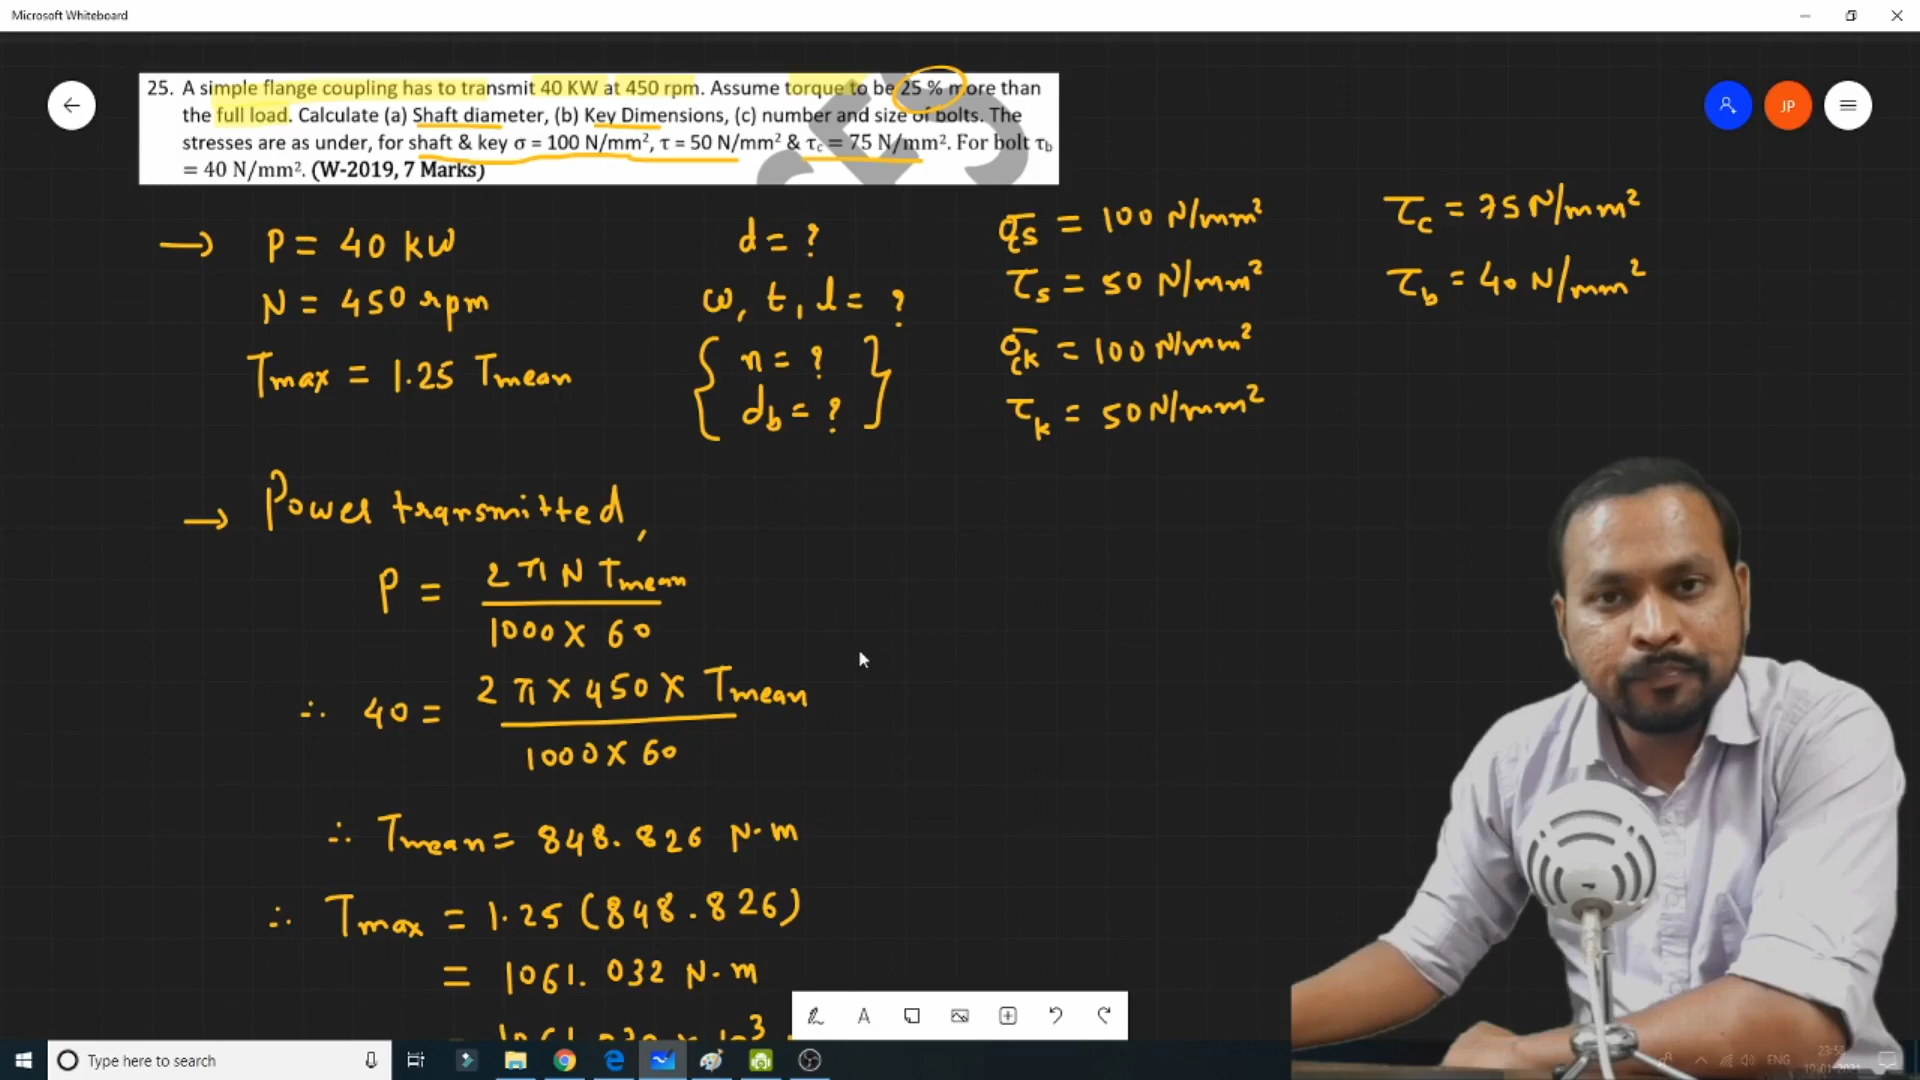 Microsoft Whiteboard
25. A simple flange coupling has to transmit 40 KW at 450 rpm. Assume torque to be 25 % more than
the full load. Calculate (a) Shaft diameter, (b) Key Dimensions, (c) number and size of bolts. The
stresses are as under, for shaft & key σ = 100 N/mm², τ = 50 N/mm² & τc = 75 N/mm². For bolt τb
= 40 N/mm². (W-2019, 7 Marks)
JP
→ P = 40 kW
N = 450 rpm
Tmax = 1.25 Tmean
d = ?
w, t, l = ?
{ n = ? }
{ db = ? }
σcs = 100 N/mm²
τs = 50 N/mm²
σck = 100 N/mm²
τk = 50 N/mm²
τc = 75 N/mm²
τb = 40 N/mm²
→ Power transmitted,
P = 2 π N Tmean
1000 × 60
∴ 40 = 2 π × 450 × Tmean
1000 × 60
∴ Tmean = 848.826 N·m
∴ Tmax = 1.25 (848.826)
= 1061.032 N·m
Type here to search
ENG